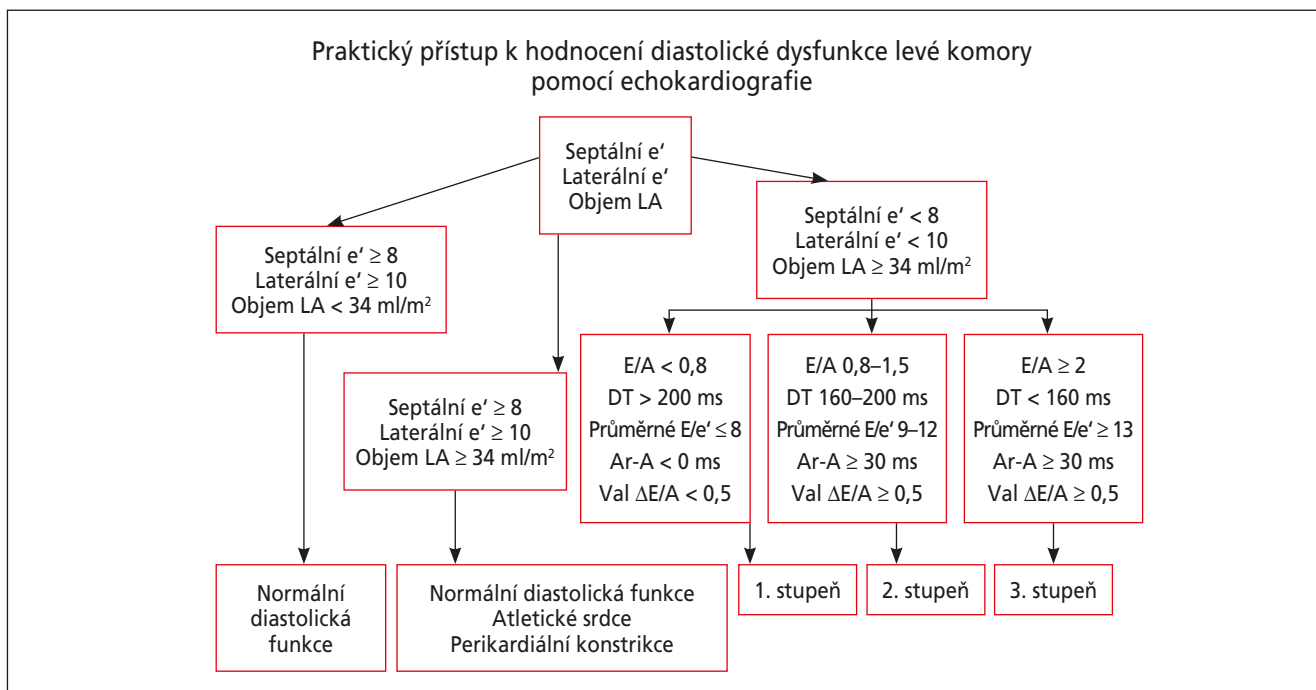 Praktický přístup k hodnocení diastolické dysfunkce levé komory
pomocí echokardiografie
Septální e‘
Laterální e‘
Objem LA
Septální e‘ ≥ 8
Laterální e‘ ≥ 10
Objem LA < 34 ml/m²
Septální e‘ ≥ 8
Laterální e‘ ≥ 10
Objem LA ≥ 34 ml/m²
Septální e‘ < 8
Laterální e‘ < 10
Objem LA ≥ 34 ml/m²
E/A < 0,8
DT > 200 ms
Průměrné E/e‘ ≤ 8
Ar-A < 0 ms
Val ΔE/A < 0,5
E/A 0,8–1,5
DT 160–200 ms
Průměrné E/e‘ 9–12
Ar-A ≥ 30 ms
Val ΔE/A ≥ 0,5
E/A ≥ 2
DT < 160 ms
Průměrné E/e‘ ≥ 13
Ar-A ≥ 30 ms
Val ΔE/A ≥ 0,5
Normální
diastolická
funkce
Normální diastolická funkce
Atletické srdce
Perikardiální konstrikce
1. stupeň
2. stupeň
3. stupeň